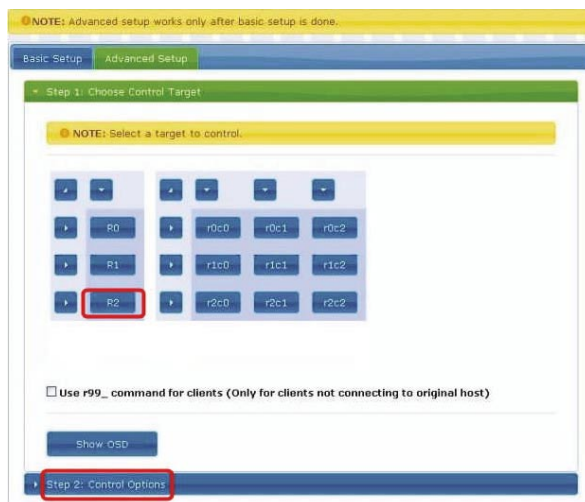 NOTE: Advanced setup works only after basic setup is done.
Basic Setup Advanced Setup
Step 1: Choose Control Target
NOTE: Select a target to control.
R0 r0c0 r0c1 r0c2
R1 r1c0 r1c1 r1c2
R2 r2c0 r2c1 r2c2
Use r99_ command for clients (Only for clients not connecting to original host)
Show OSD
Step 2: Control Options